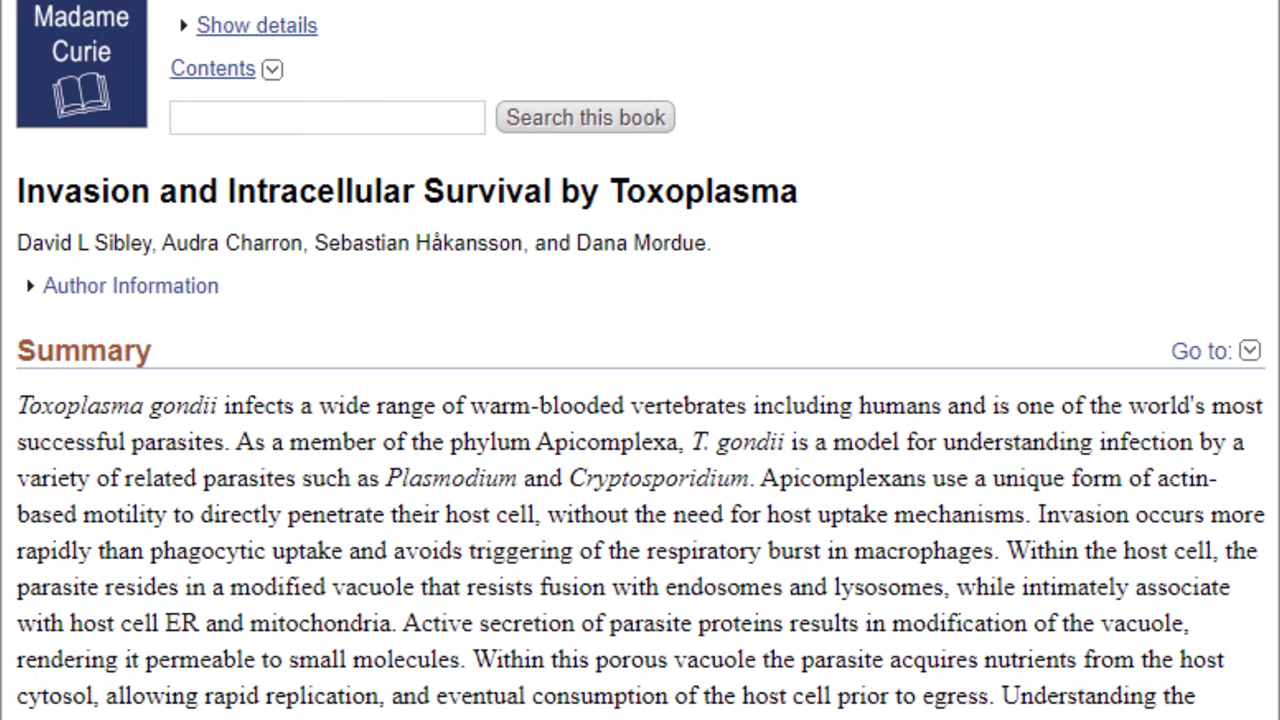 Madame
Curie
Show details
Contents
Search this book
Invasion and Intracellular Survival by Toxoplasma
David L Sibley, Audra Charron, Sebastian Håkansson, and Dana Mordue.
Author Information
Summary
Go to:
Toxoplasma gondii infects a wide range of warm-blooded vertebrates including humans and is one of the world's most
successful parasites. As a member of the phylum Apicomplexa, T. gondii is a model for understanding infection by a
variety of related parasites such as Plasmodium and Cryptosporidium. Apicomplexans use a unique form of actin-
based motility to directly penetrate their host cell, without the need for host uptake mechanisms. Invasion occurs more
rapidly than phagocytic uptake and avoids triggering of the respiratory burst in macrophages. Within the host cell, the
parasite resides in a modified vacuole that resists fusion with endosomes and lysosomes, while intimately associate
with host cell ER and mitochondria. Active secretion of parasite proteins results in modification of the vacuole,
rendering it permeable to small molecules. Within this porous vacuole the parasite acquires nutrients from the host
cytosol, allowing rapid replication, and eventual consumption of the host cell prior to egress. Understanding the